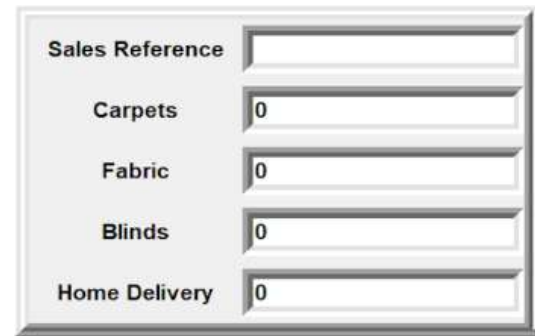 Sales Reference
Carpets 0
Fabric 0
Blinds 0
Home Delivery 0